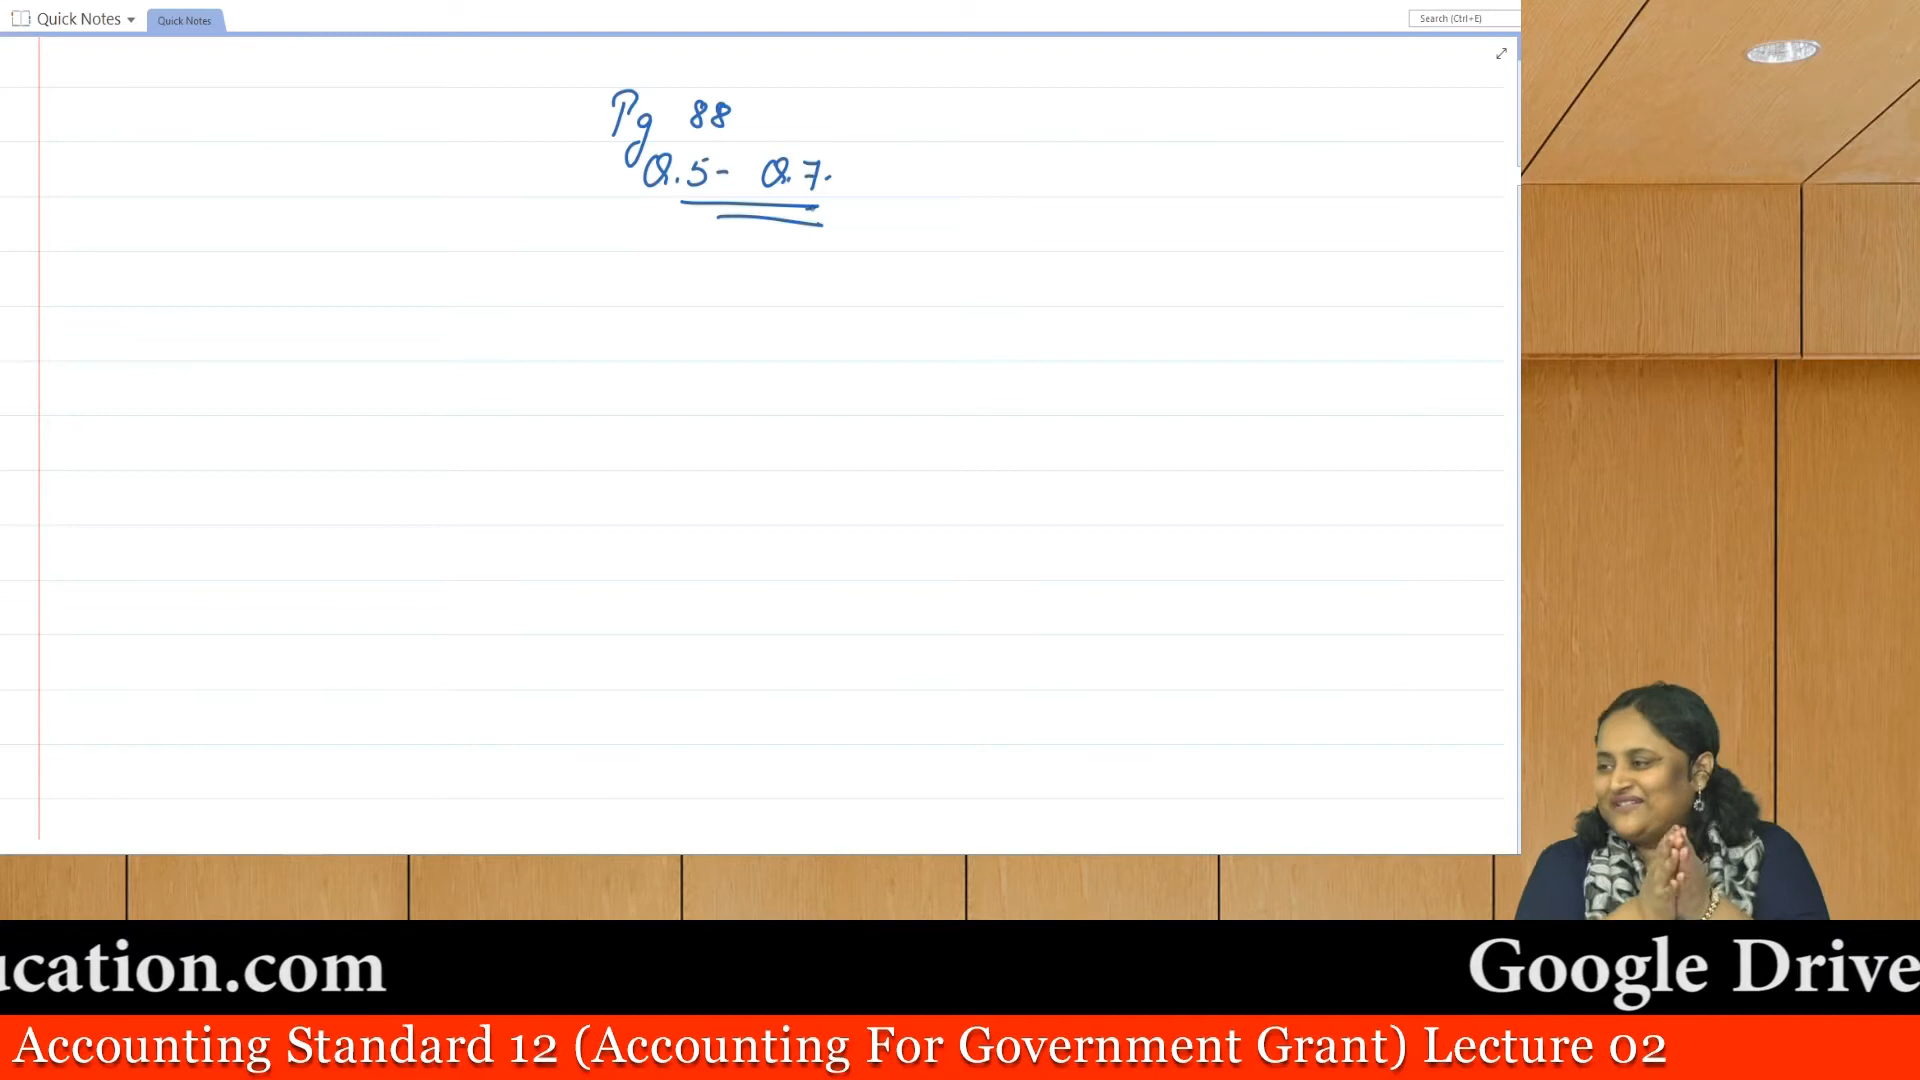 Quick Notes
Quick Notes
Search (Ctrl+E)
Pg 88
Q.5- Q.7.
ucation.com
Google Drive
Accounting Standard 12 (Accounting For Government Grant) Lecture 02